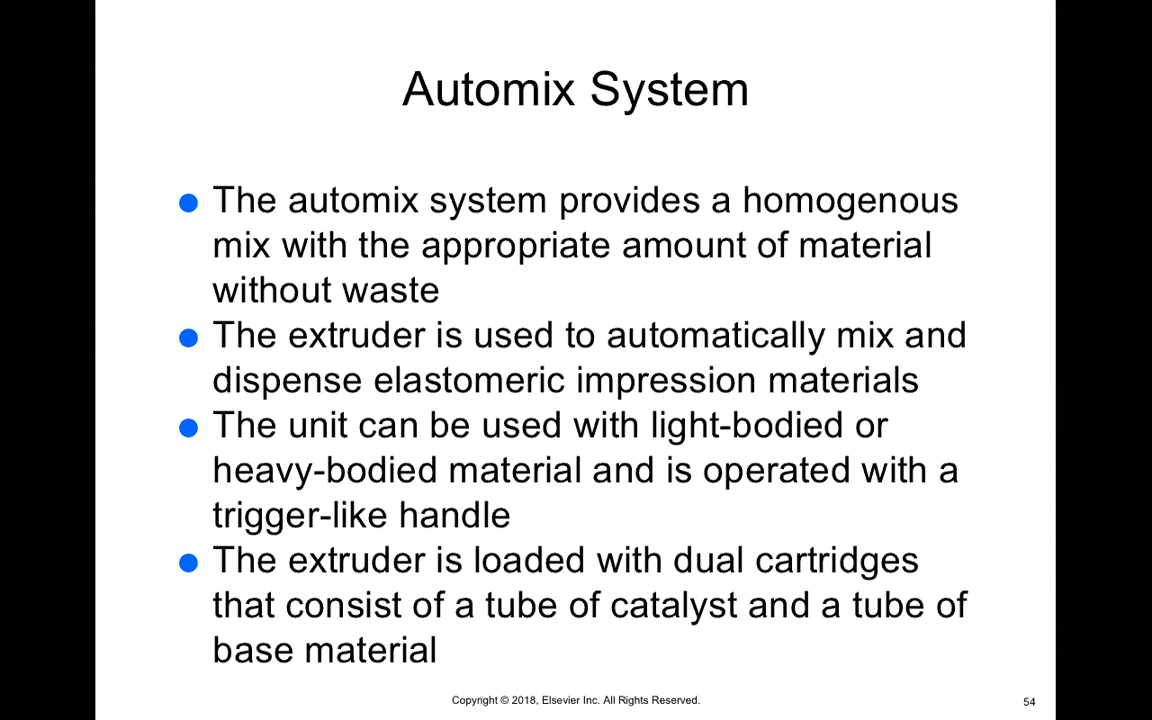 Automix System
● The automix system provides a homogenous
mix with the appropriate amount of material
without waste
● The extruder is used to automatically mix and
dispense elastomeric impression materials
● The unit can be used with light-bodied or
heavy-bodied material and is operated with a
trigger-like handle
● The extruder is loaded with dual cartridges
that consist of a tube of catalyst and a tube of
base material
Copyright © 2018, Elsevier Inc. All Rights Reserved.
54